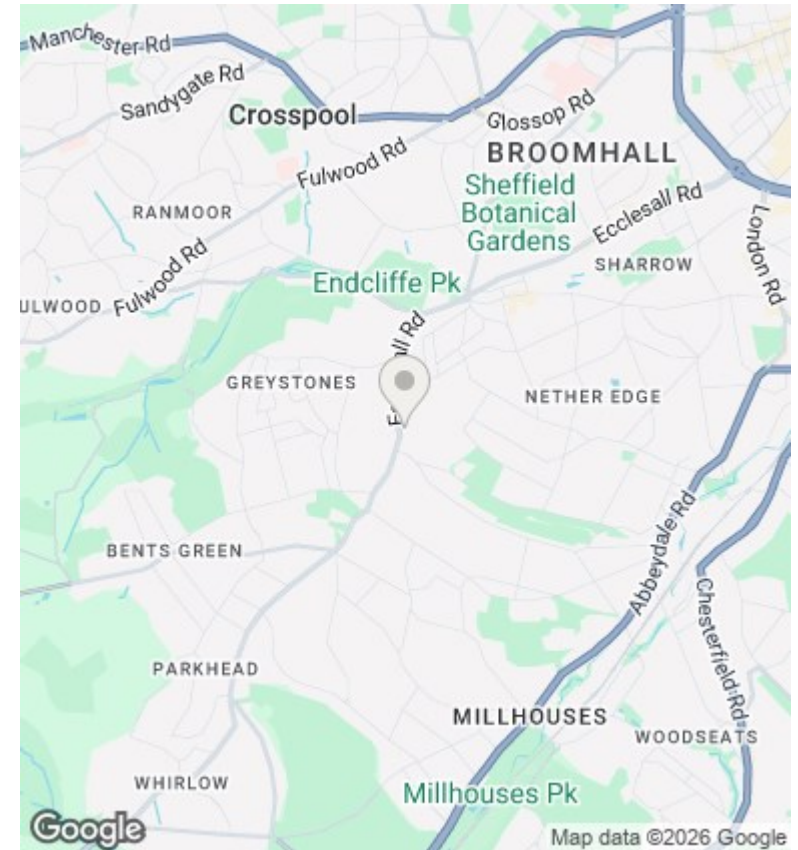 Manchester Rd
Sandygate Rd
Crosspool
Glossop Rd
Fulwood Rd
BROOMHALL
Sheffield
Botanical
Gardens
RANMOOR
Ecclesall Rd
London Rd
SHARROW
Fulwood Rd
ULWOOD
Endcliffe Pk
all Rd
GREYSTONES
NETHER EDGE
BENTS GREEN
Abbeydale Rd
Chesterfield Rd
PARKHEAD
MILLHOUSES
WOODSEATS
WHIRLOW
Millhouses Pk
Google
Map data ©2026 Google